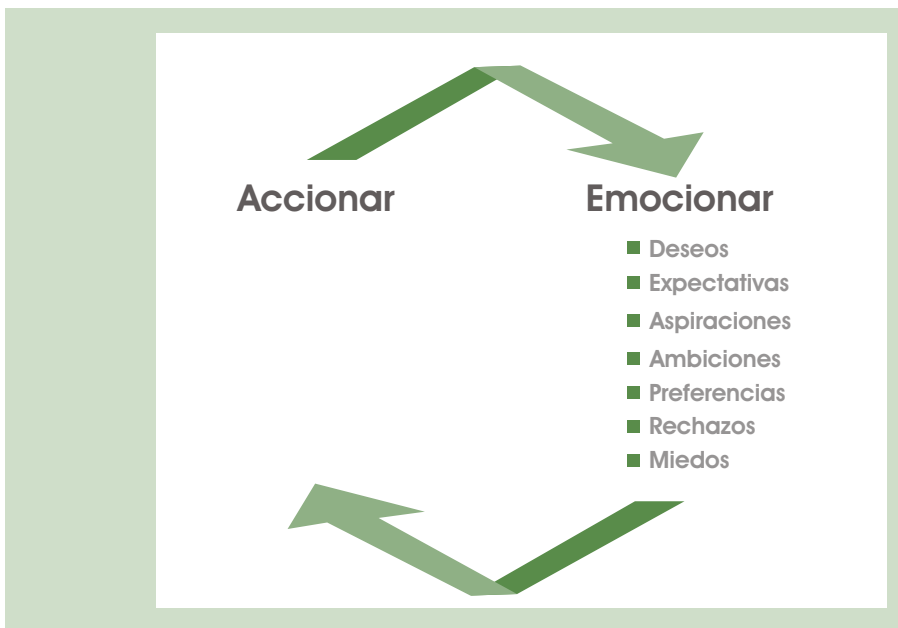 Accionar
Emocionar
Deseos
Expectativas
Aspiraciones
Ambiciones
Preferencias
Rechazos
Miedos